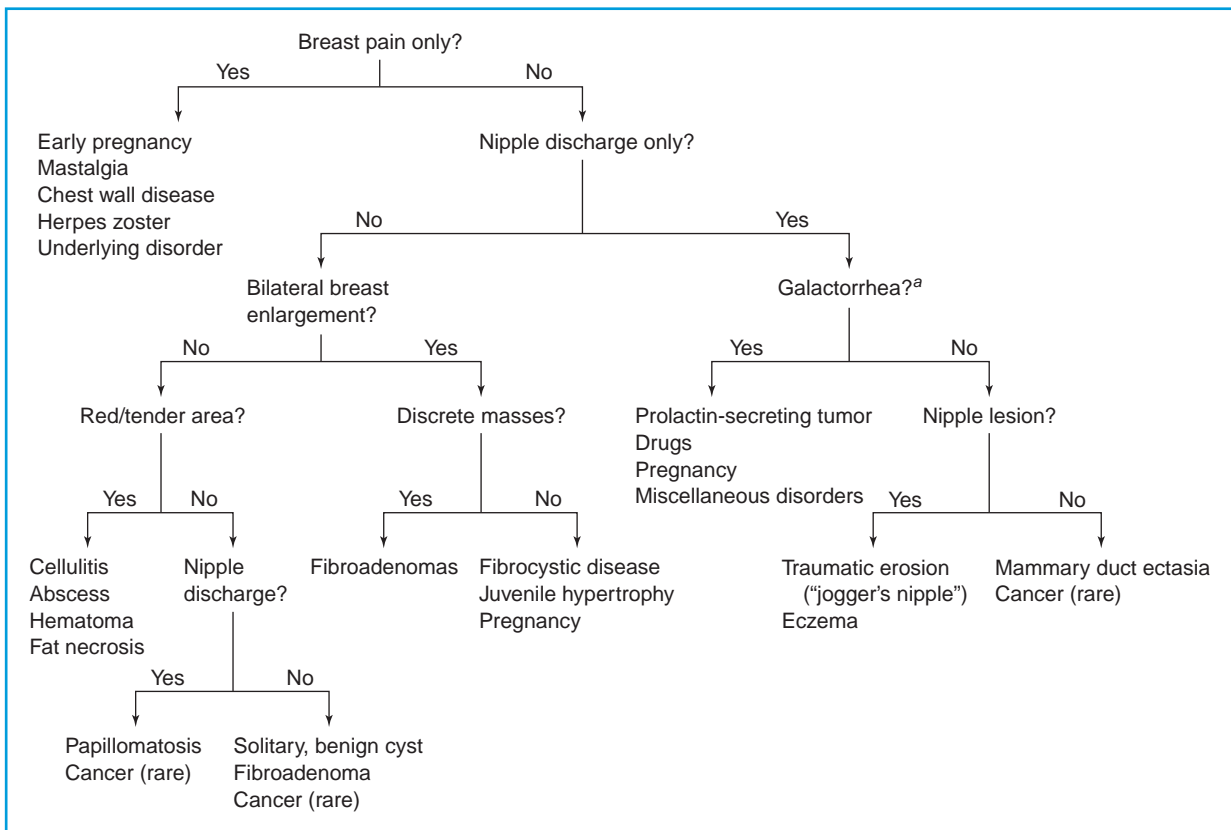 Breast pain only?
Yes
No
Early pregnancy
Mastalgia
Chest wall disease
Herpes zoster
Underlying disorder
Nipple discharge only?
No
Yes
Bilateral breast
enlargement?
Galactorrhea?a
No
Yes
Yes
No
Red/tender area?
Discrete masses?
Prolactin-secreting tumor
Drugs
Pregnancy
Miscellaneous disorders
Nipple lesion?
Yes
No
Yes
No
Yes
No
Cellulitis
Abscess
Hematoma
Fat necrosis
Nipple
discharge?
Fibroadenomas
Fibrocystic disease
Juvenile hypertrophy
Pregnancy
Traumatic erosion
(“jogger’s nipple”)
Eczema
Mammary duct ectasia
Cancer (rare)
Yes
No
Papillomatosis
Cancer (rare)
Solitary, benign cyst
Fibroadenoma
Cancer (rare)